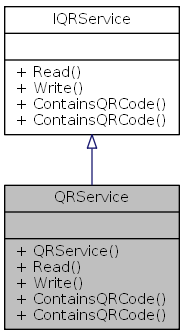 IQRService
+ Read()
+ Write()
+ ContainsQRCode()
+ ContainsQRCode()
QRService
+ QRService()
+ Read()
+ Write()
+ ContainsQRCode()
+ ContainsQRCode()